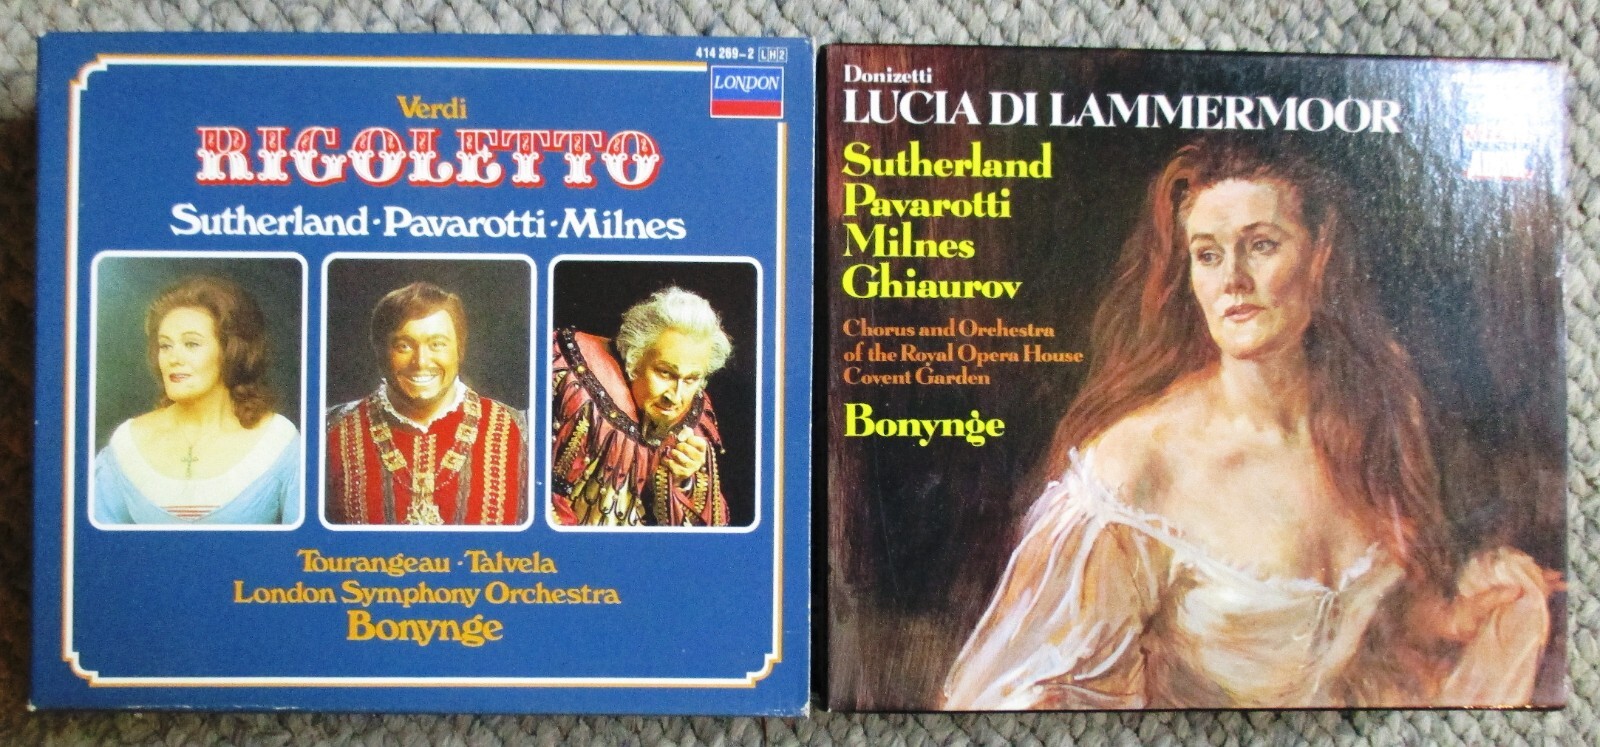 414 269-2 LH2
LONDON
Verdi
RIGOLETTO
Sutherland·Pavarotti·Milnes
Tourangeau·Talvela
London Symphony Orchestra
Bonynge
Donizetti
LUCIA DI LAMMERMOOR
Sutherland
Pavarotti
Milnes
Ghiaurov
Chorus and Orchestra
of the Royal Opera House
Covent Garden
Bonynge